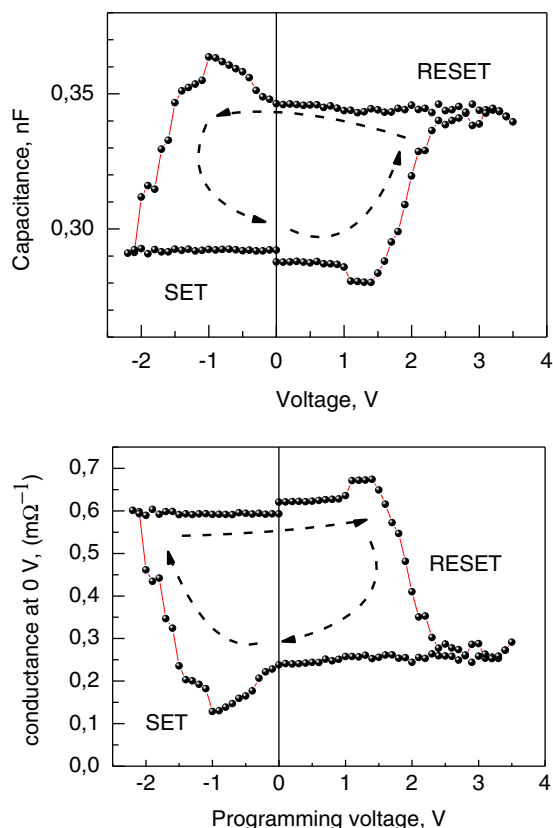 RESET
0,35
Capacitance, nF
0,30
SET
-2 -1 0 1 2 3 4
Voltage, V
0,7
0,6
0,5
0,4
0,3
0,2
0,1
0,0
conductance at 0 V, (mΩ−1)
RESET
SET
-2 -1 0 1 2 3 4
Programming voltage, V